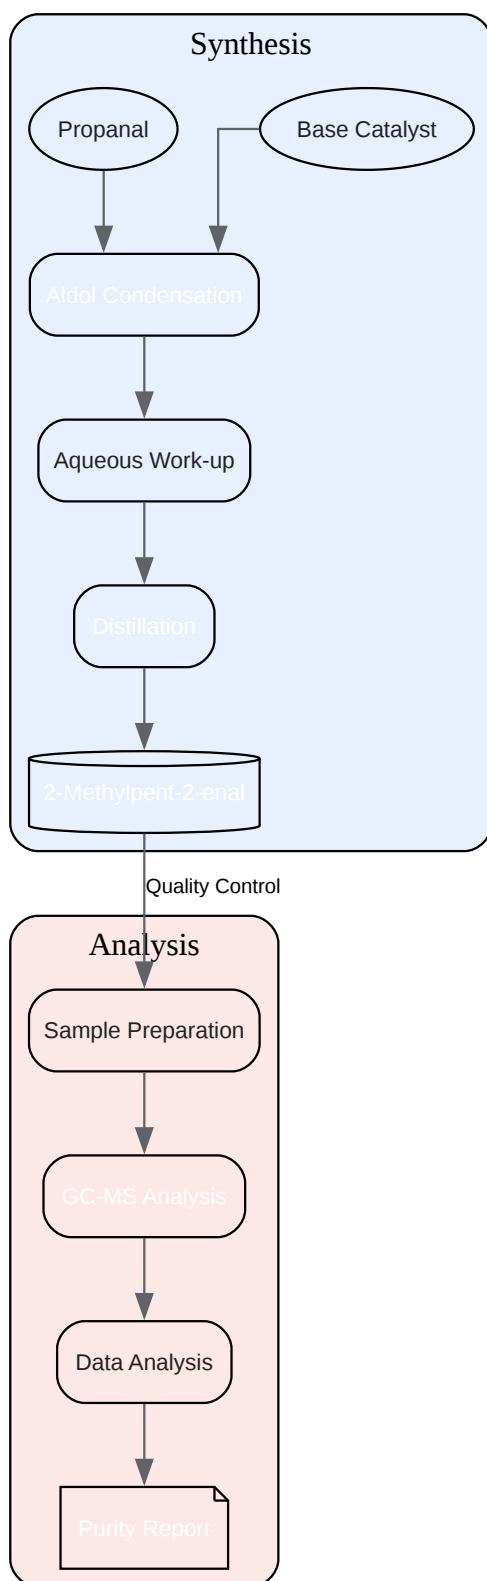 Synthesis
Propanal
Base Catalyst
Aldol Condensation
Aqueous Work-up
Distillation
2-Methylpent-2-enal
Quality Control
Analysis
Sample Preparation
GC-MS Analysis
Data Analysis
Purity Report